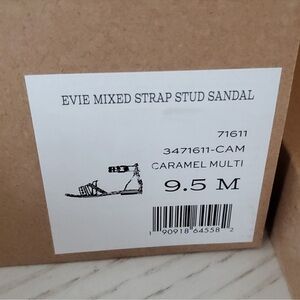 EVIE MIXED STRAP STUD SANDAL
71611
3471611-CAM
CARAMEL MULTI
9.5 M
1 90918 64558 2